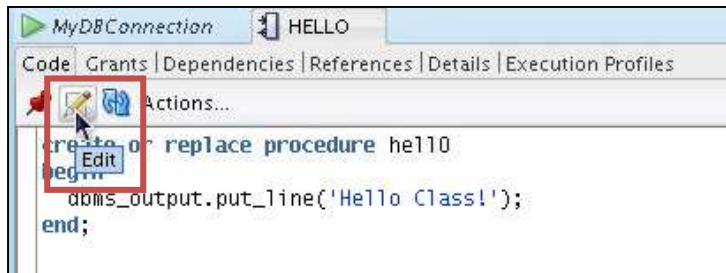 MyDBConnection HELLO
Code Grants | Dependencies | References | Details | Execution Profiles
Actions...
create or replace procedure hellO
Edit
begin
dbms_output.put_line('Hello Class!');
end;